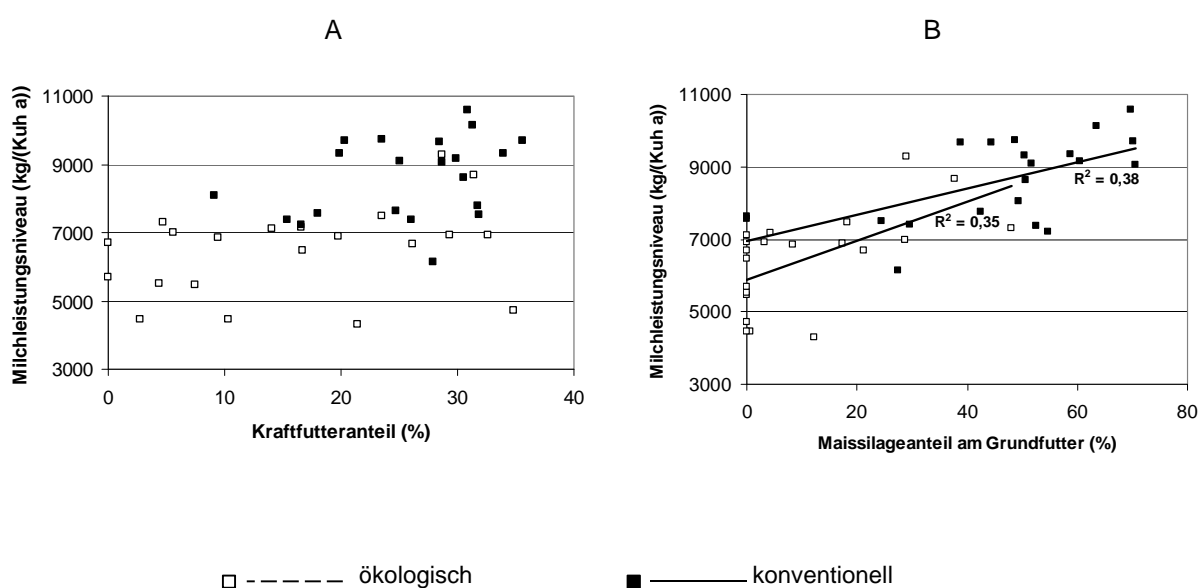 A
Milchleistungsniveau (kg/(Kuh a))
11000
9000
7000
5000
3000
0
10
20
30
40
Kraftfutteranteil (%)
B
Milchleistungsniveau (kg/(Kuh a))
11000
9000
7000
5000
3000
R² = 0,38
R² = 0,35
0
20
40
60
80
Maissilageanteil am Grundfutter (%)
ökologisch
konventionell